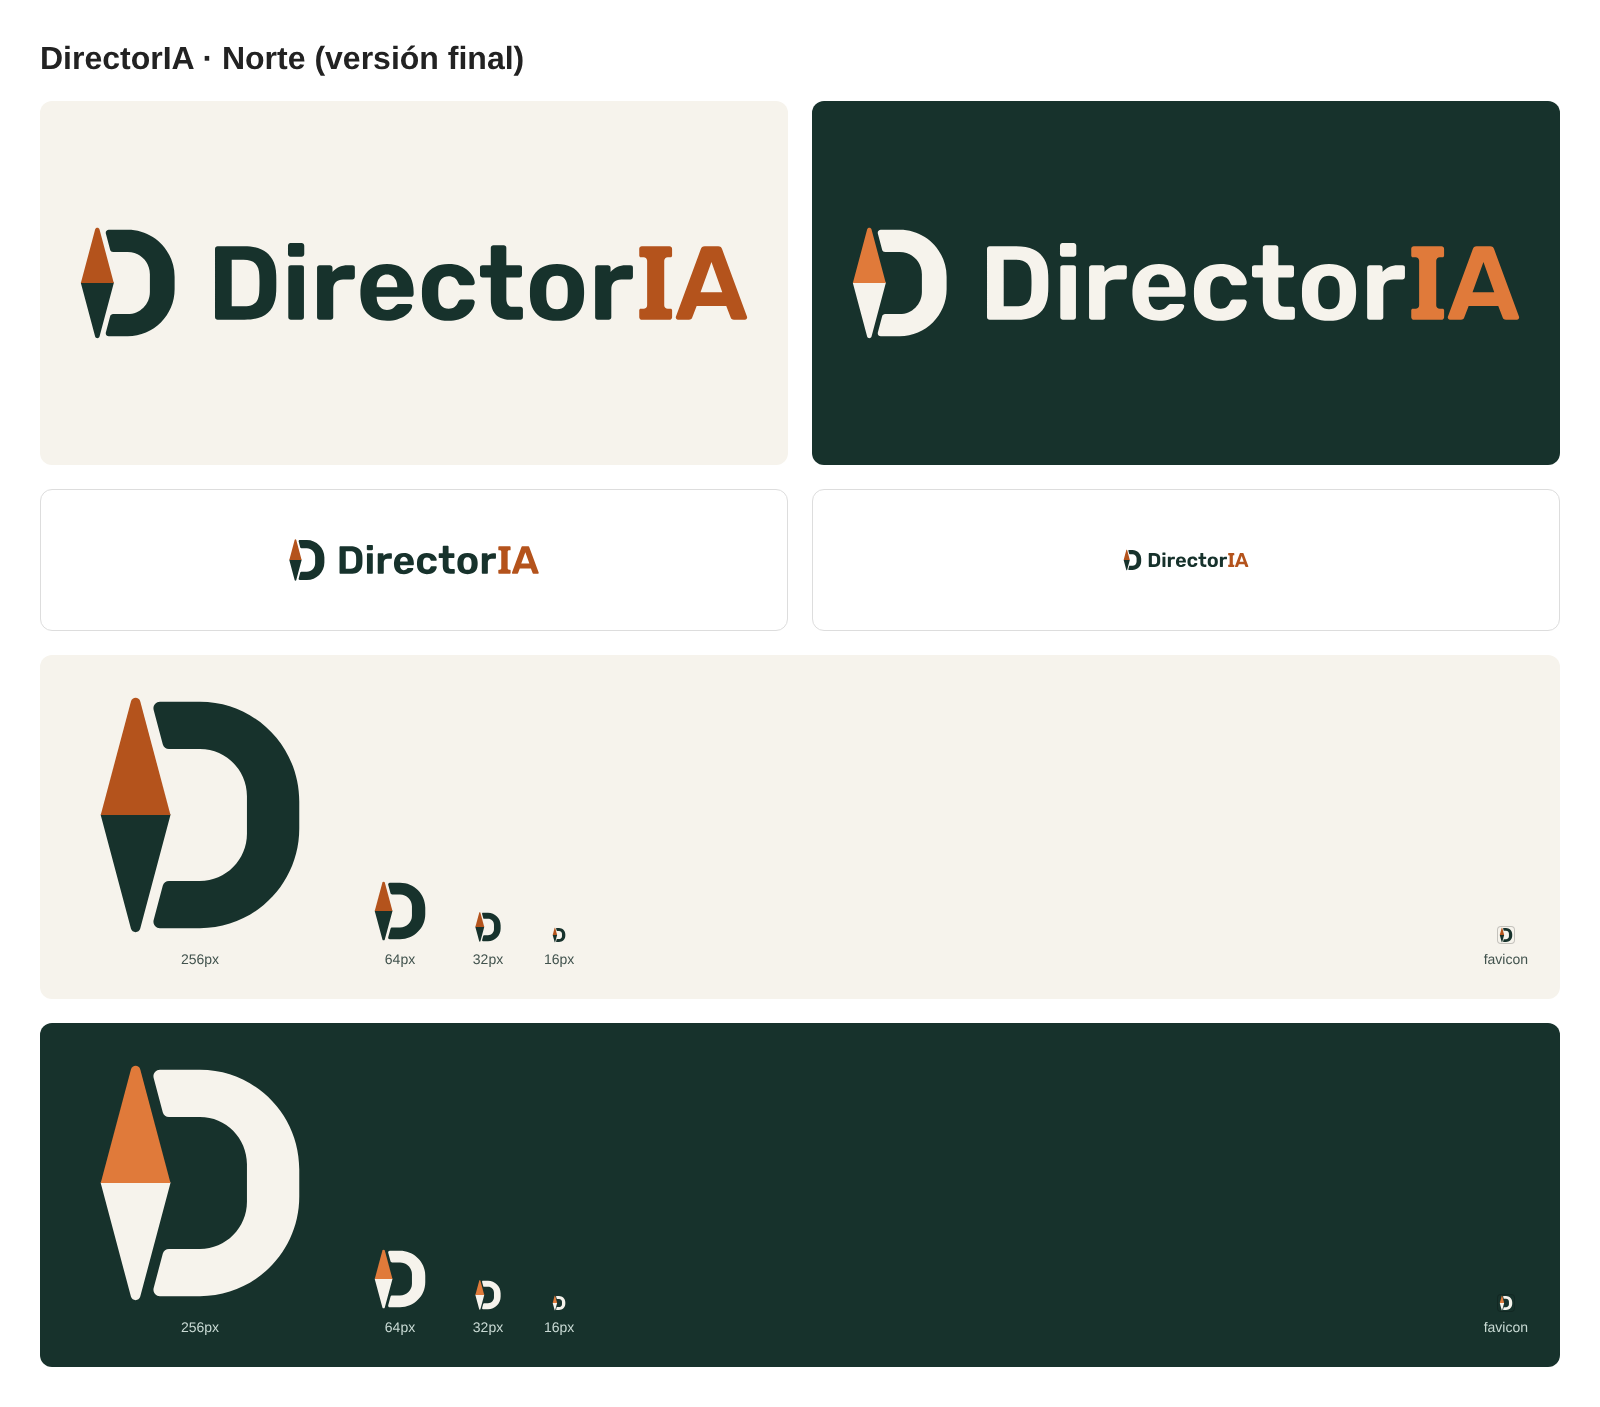 DirectorIA · Norte (versión final)
DirectorIA
DirectorIA
DirectorIA
DirectorIA
256px
64px
32px
16px
favicon
256px
64px
32px
16px
favicon